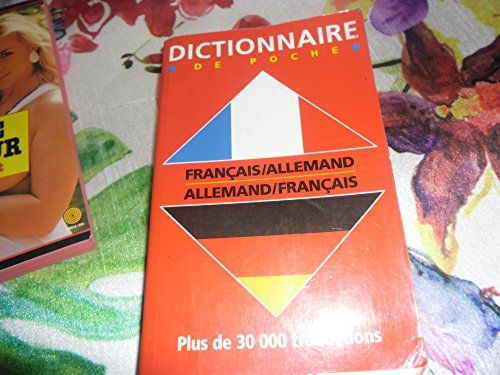 DICTIONNAIRE
DE POCHE
FRANÇAIS/ALLEMAND
ALLEMAND/FRANÇAIS
Plus de 30 000 traductions